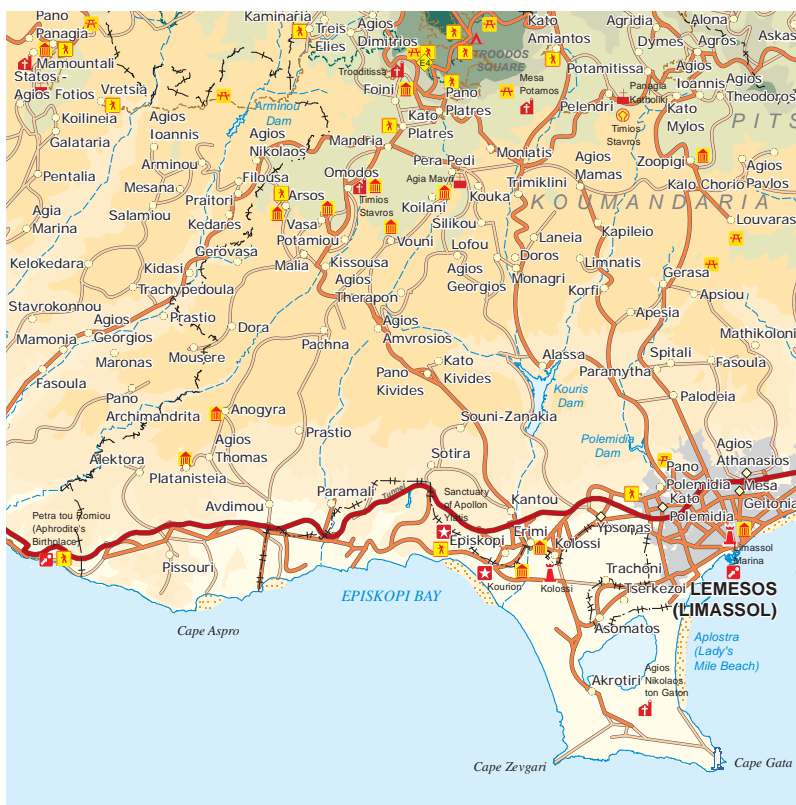 Pano
Panagia
Mamountali
Statos -
Agios Fotios
Vretsia
Koilineia
Galataria
Pentalia
Agia
Marina
Kelokedara
Stavrokonnou
Mamonia
Agios
Georgios
Maronas
Fasoula
Kaminaria
Treis
Elies
Agios
Dimitrios
Trooditissa
Foini
E4
TROODOS
SQUARE
Pano
Platres
Kato
Platres
Mandria
Mesa
Potamos
Kato
Amiantos
Agridia
Dymes
Alona
Agros
Askas
Potamitissa
Agios
Ioannis
Agios
Theodoros
Panagia
Katholiki
Pelendri
Kato
Mylos
Timios
Stavros
PITS
Arminou
Dam
Agios
Ioannis
Agios
Nikolaos
Arminou
Mesana
Salamiou
Praitori
Filousa
Kedares
Arsos
Vasa
Gerovasa
Potamiou
Malia
Kidasi
Trachypedoula
Prastio
Dora
Mousere
Pachna
Omodos
Timios
Stavros
Pera Pedi
Agia Mavri
Koilani
Silikou
Kouka
Vouni
Kissousa
Agios
Therapon
Agios
Amvrosios
Lofou
Agios
Georgios
Moniatis
Trimiklini
Agios
Mamas
Zoopigi
Kalo Chorio
Agios
Pavlos
KOUMANDARIA
Louvaras
Kapileio
Laneia
Doros
Monagri
Limnatis
Korfi
Gerasa
Apsiou
Apesia
Mathikoloni
Spitali
Fasoula
Alassa
Paramytha
Palodeia
Kouris
Dam
Kato
Kivides
Pano
Kivides
Souni-Zanakia
Pano
Archimandrita
Anogyra
Agios
Thomas
Prastio
Alektora
Platanisteia
Avdimou
Sotira
Paramali
Tunnel
Sanctuary
of Apollon
Ylatis
Polemidia
Dam
Pano
Polemidia
Kato
Polemidia
Agios
Athanasios
Mesa
Geitonia
Petra tou Romiou
(Aphrodite's
Birthplace)
Pissouri
Kantou
Episkopi
Erimi
Kolossi
Ypsonas
Kourion
Kolossi
Trachoni
Tserkezoi
Limassol
Marina
LEMESOS
(LIMASSOL)
EPISKOPI BAY
Cape Aspro
Asomatos
Aplostra
(Lady's
Mile Beach)
Akrotiri
Agios
Nikolaos
ton Gaton
Cape Zevgari
Cape Gata